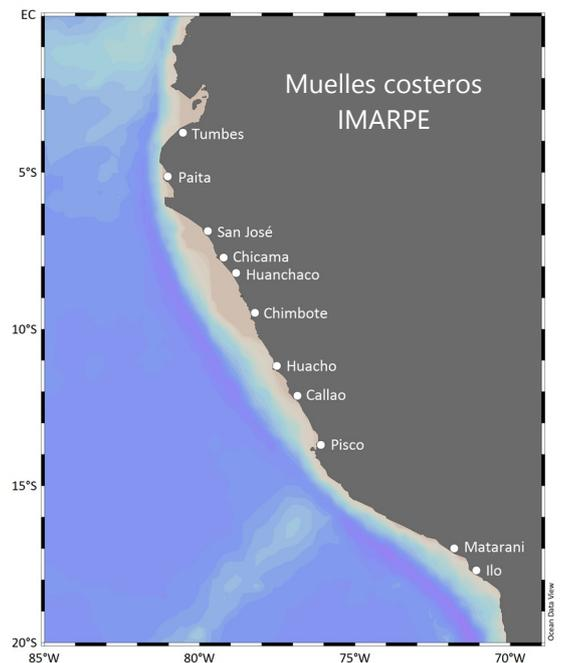 EC
Muelles costeros
IMARPE
Tumbes
5°S
Paita
San José
Chicama
Huanchaco
10°S
Chimbote
Huacho
Callao
Pisco
15°S
Matarani
Ilo
Ocean Data View
20°S
85°W
80°W
75°W
70°W